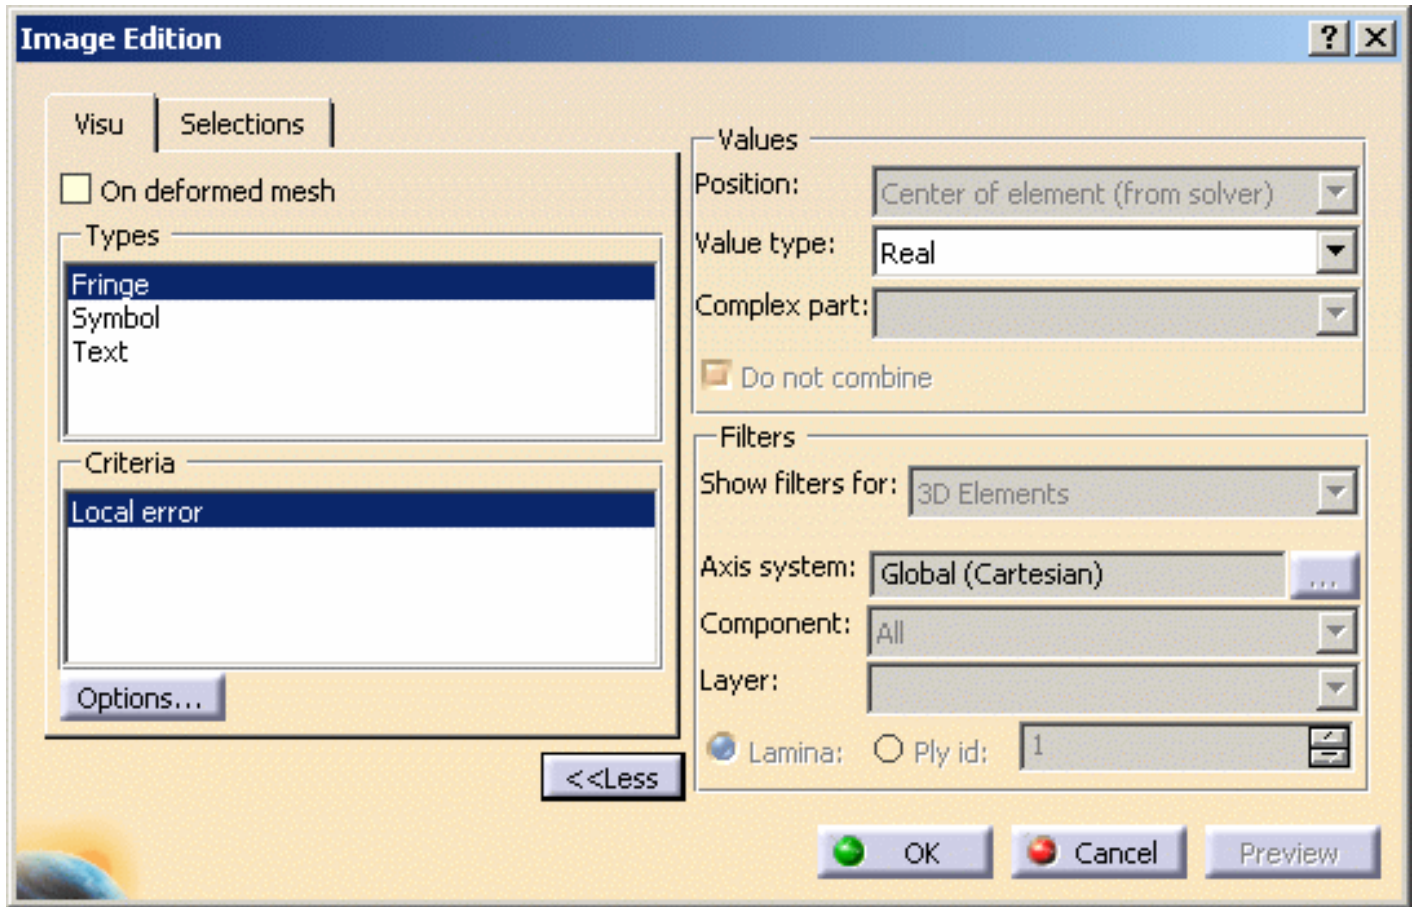 Image Edition
Visu
Selections
On deformed mesh
Types
Fringe
Symbol
Text
Criteria
Local error
Options...
<<Less
Values
Position: Center of element (from solver)
Value type: Real
Complex part:
Do not combine
Filters
Show filters for: 3D Elements
Axis system: Global (Cartesian) ...
Component: All
Layer:
Lamina: Ply id: 1
OK Cancel Preview